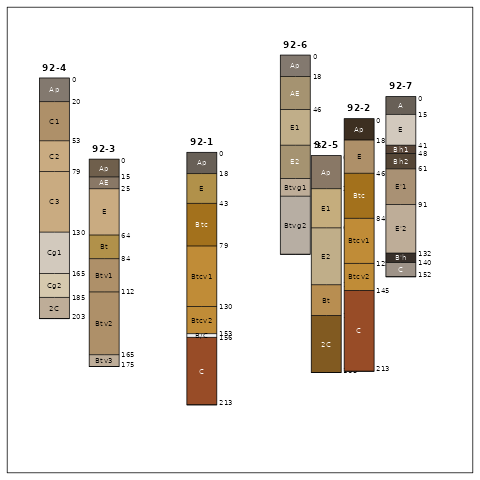 92-4
Ap
C1
C2
C3
Cg1
Cg2
2C
0
20
53
79
130
165
185
203
92-3
Ap
AE
E
Bt
Btv1
Btv2
Btv3
0
15
25
64
84
112
165
175
92-1
Ap
E
Btc
Btcv1
Btcv2
C
0
18
43
79
130
153
156
213
92-6
Ap
AE
E1
E2
Btvg1
Btvg2
0
18
46
92-5
Ap
E1
E2
Bt
2C
92-2
Ap
E
Btc
Btcv1
Btcv2
C
0
18
46
84
145
213
92-7
A
E
Bh1
Bh2
E'1
E'2
B'h
C
0
15
41
48
61
91
132
140
152